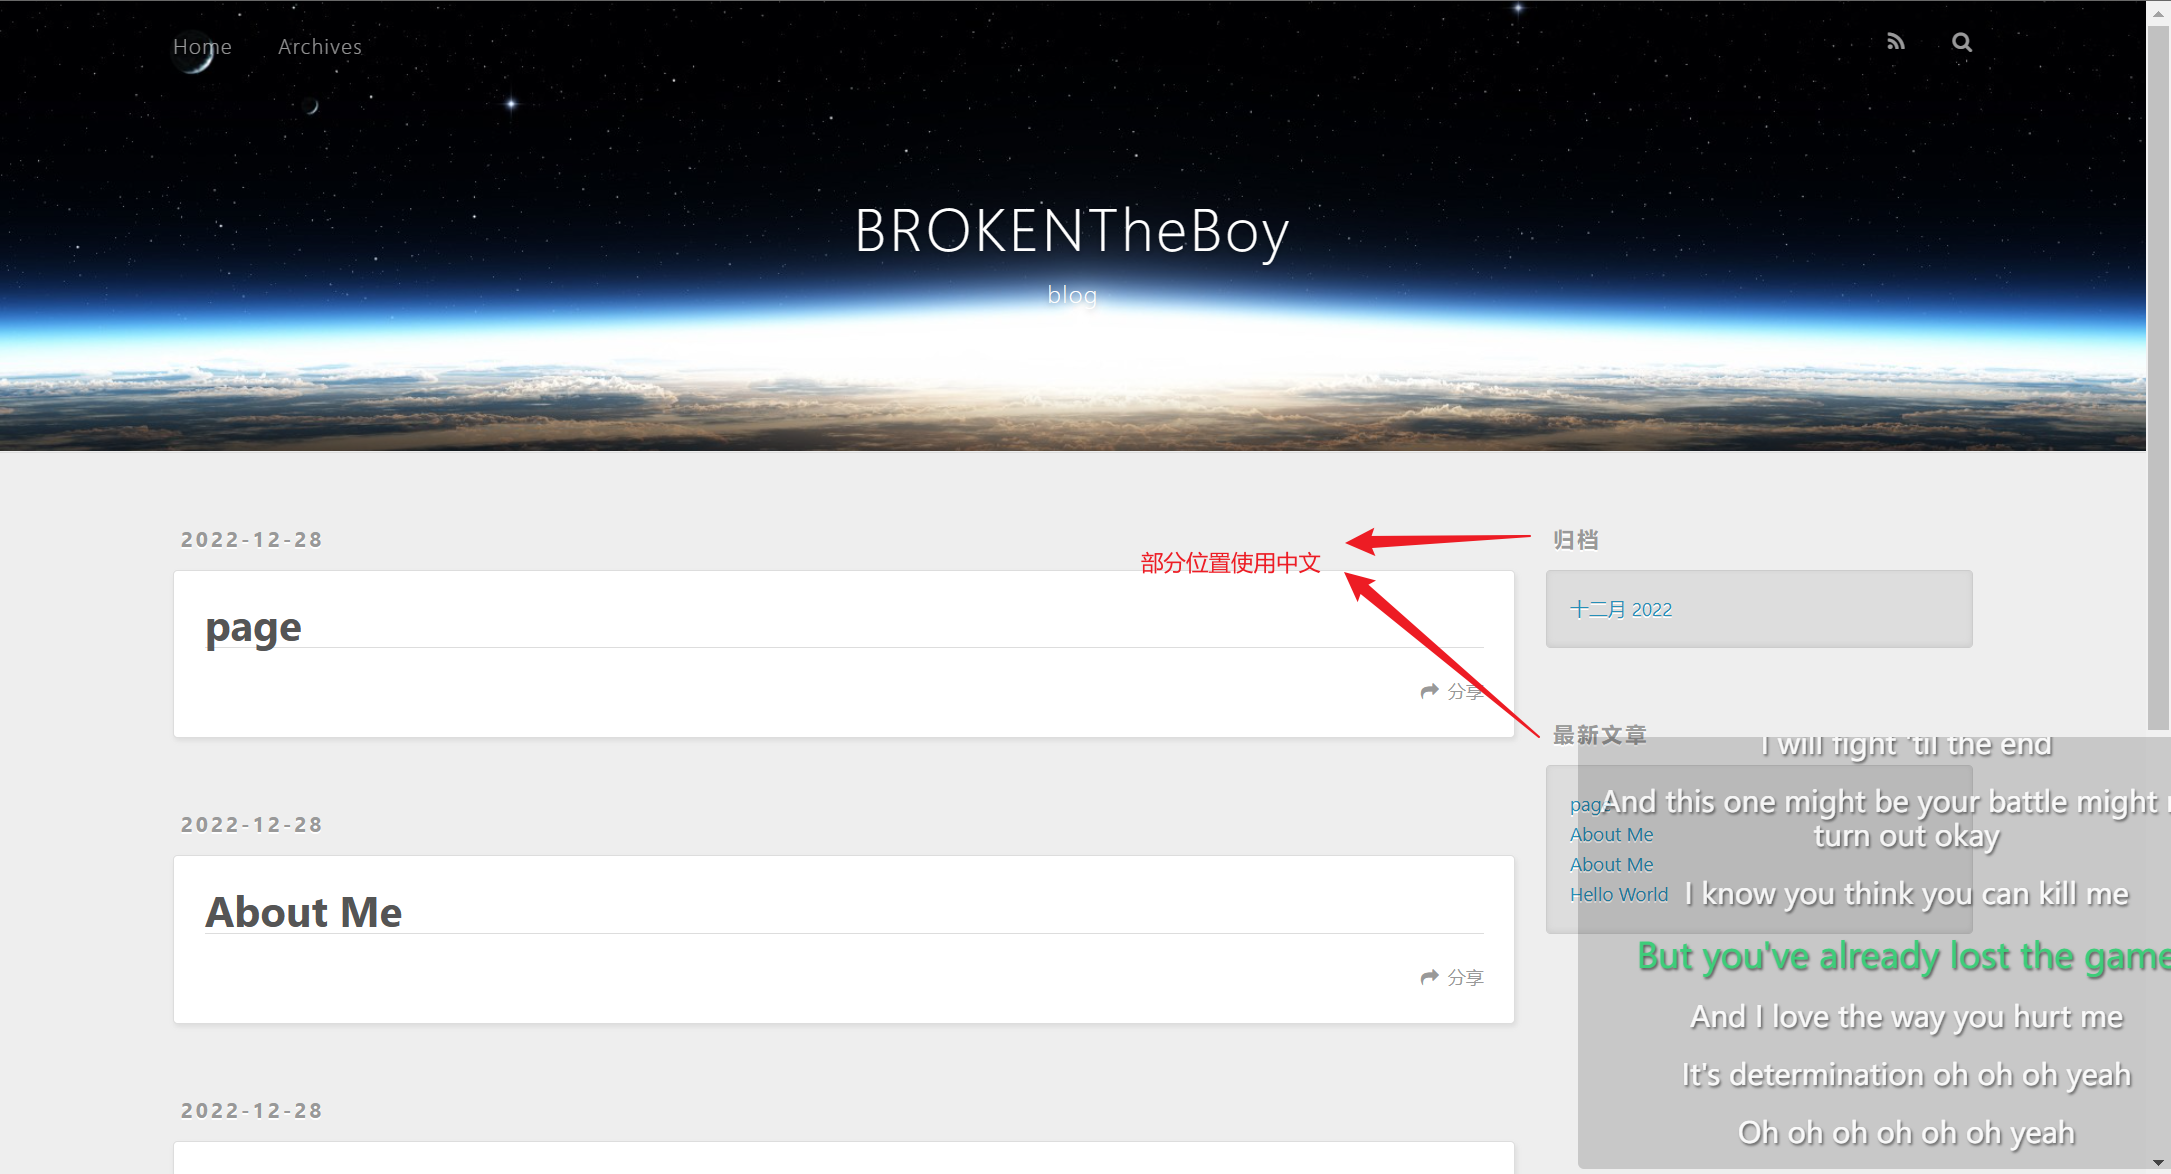 Home Archives
BROKENTheBoy
blog
2022-12-28
page
分享
2022-12-28
About Me
分享
2022-12-28
部分位置使用中文
归档
十二月 2022
最新文章
page
About Me
About Me
Hello World
I will fight 'til the end
And this one might be your battle might
turn out okay
I know you think you can kill me
But you've already lost the game
And I love the way you hurt me
It's determination oh oh oh yeah
Oh oh oh oh oh oh yeah